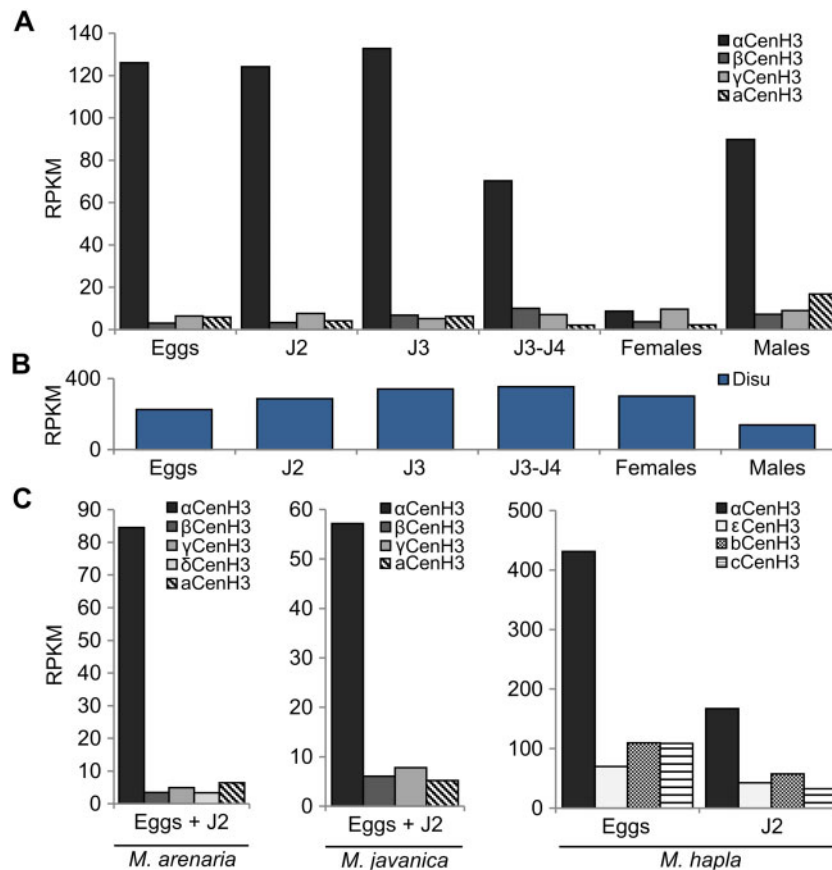 A
140
120
100
80
60
40
20
0
RPKM
αCenH3
βCenH3
γCenH3
aCenH3
Eggs J2 J3 J3-J4 Females Males
B
400
0
RPKM
Disu
Eggs J2 J3 J3-J4 Females Males
C
90
80
70
60
50
40
30
20
10
0
RPKM
αCenH3
βCenH3
γCenH3
δCenH3
aCenH3
Eggs + J2
M. arenaria
60
50
40
30
20
10
0
αCenH3
βCenH3
γCenH3
aCenH3
Eggs + J2
M. javanica
500
400
300
200
100
0
αCenH3
εCenH3
bCenH3
cCenH3
Eggs J2
M. hapla